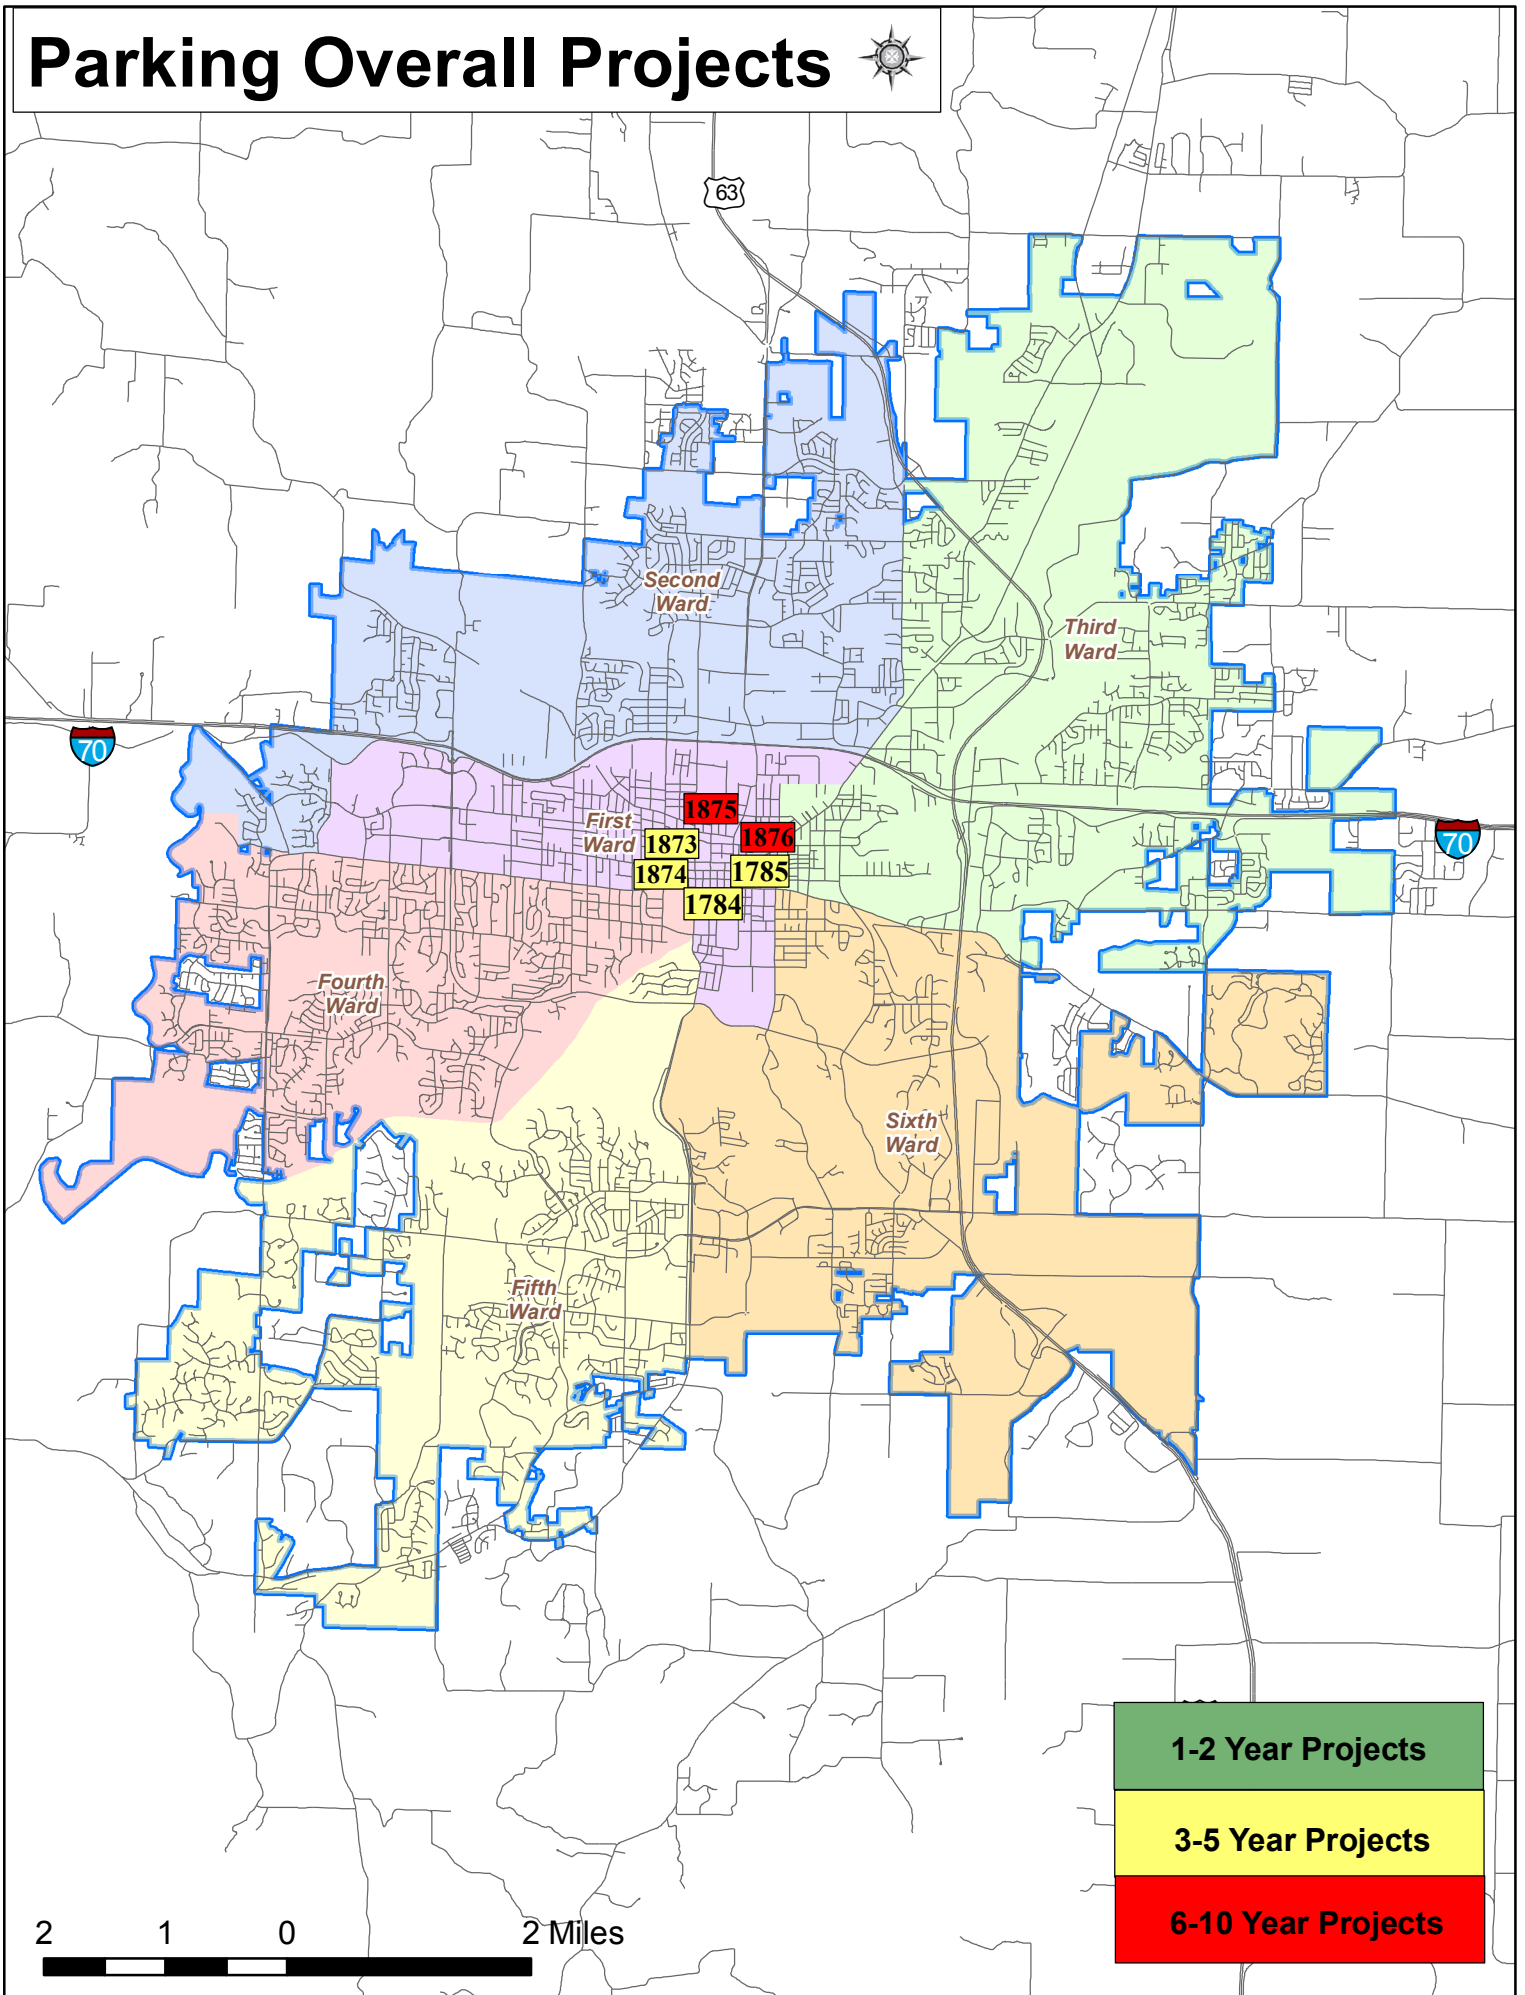 Parking Overall Projects
63
Second
Ward
Third
Ward
70
1875
First
Ward
1876
1873
70
1874
1785
1784
Fourth
Ward
Sixth
Ward
Fifth
Ward
1-2 Year Projects
3-5 Year Projects
6-10 Year Projects
2 1 0 2 Miles